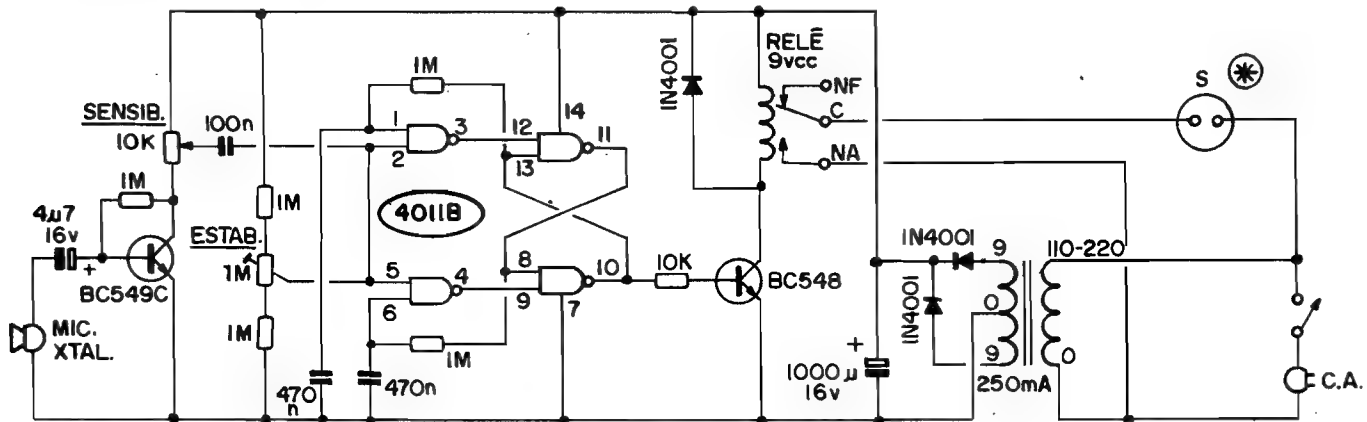 SENSIB.
10K
100n
1M
1M
4µ7
16v
+
BC549C
MIC.
XTAL.
ESTAB.
1M
1M
1M
470
n
470n
1M
1
2
3
12
13
14
11
4011B
5
6
4
8
9
10
7
1M
10K
1N4001
RELÉ
9vcc
NF
C
NA
BC548
+
1000µ
16v
1N4001
1N4001
9
0
9
250mA
110-220
0
S
C.A.